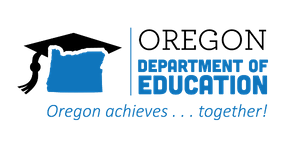 OREGON
DEPARTMENT OF
EDUCATION
Oregon achieves . . . together!